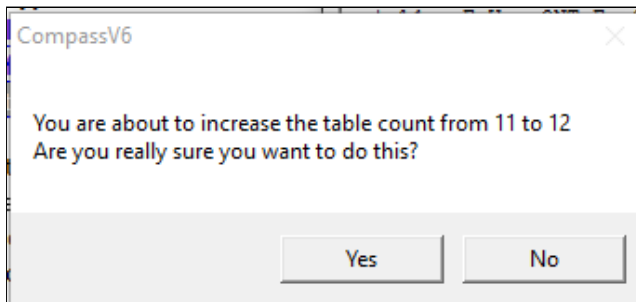 CompassV6
You are about to increase the table count from 11 to 12
Are you really sure you want to do this?
Yes
No